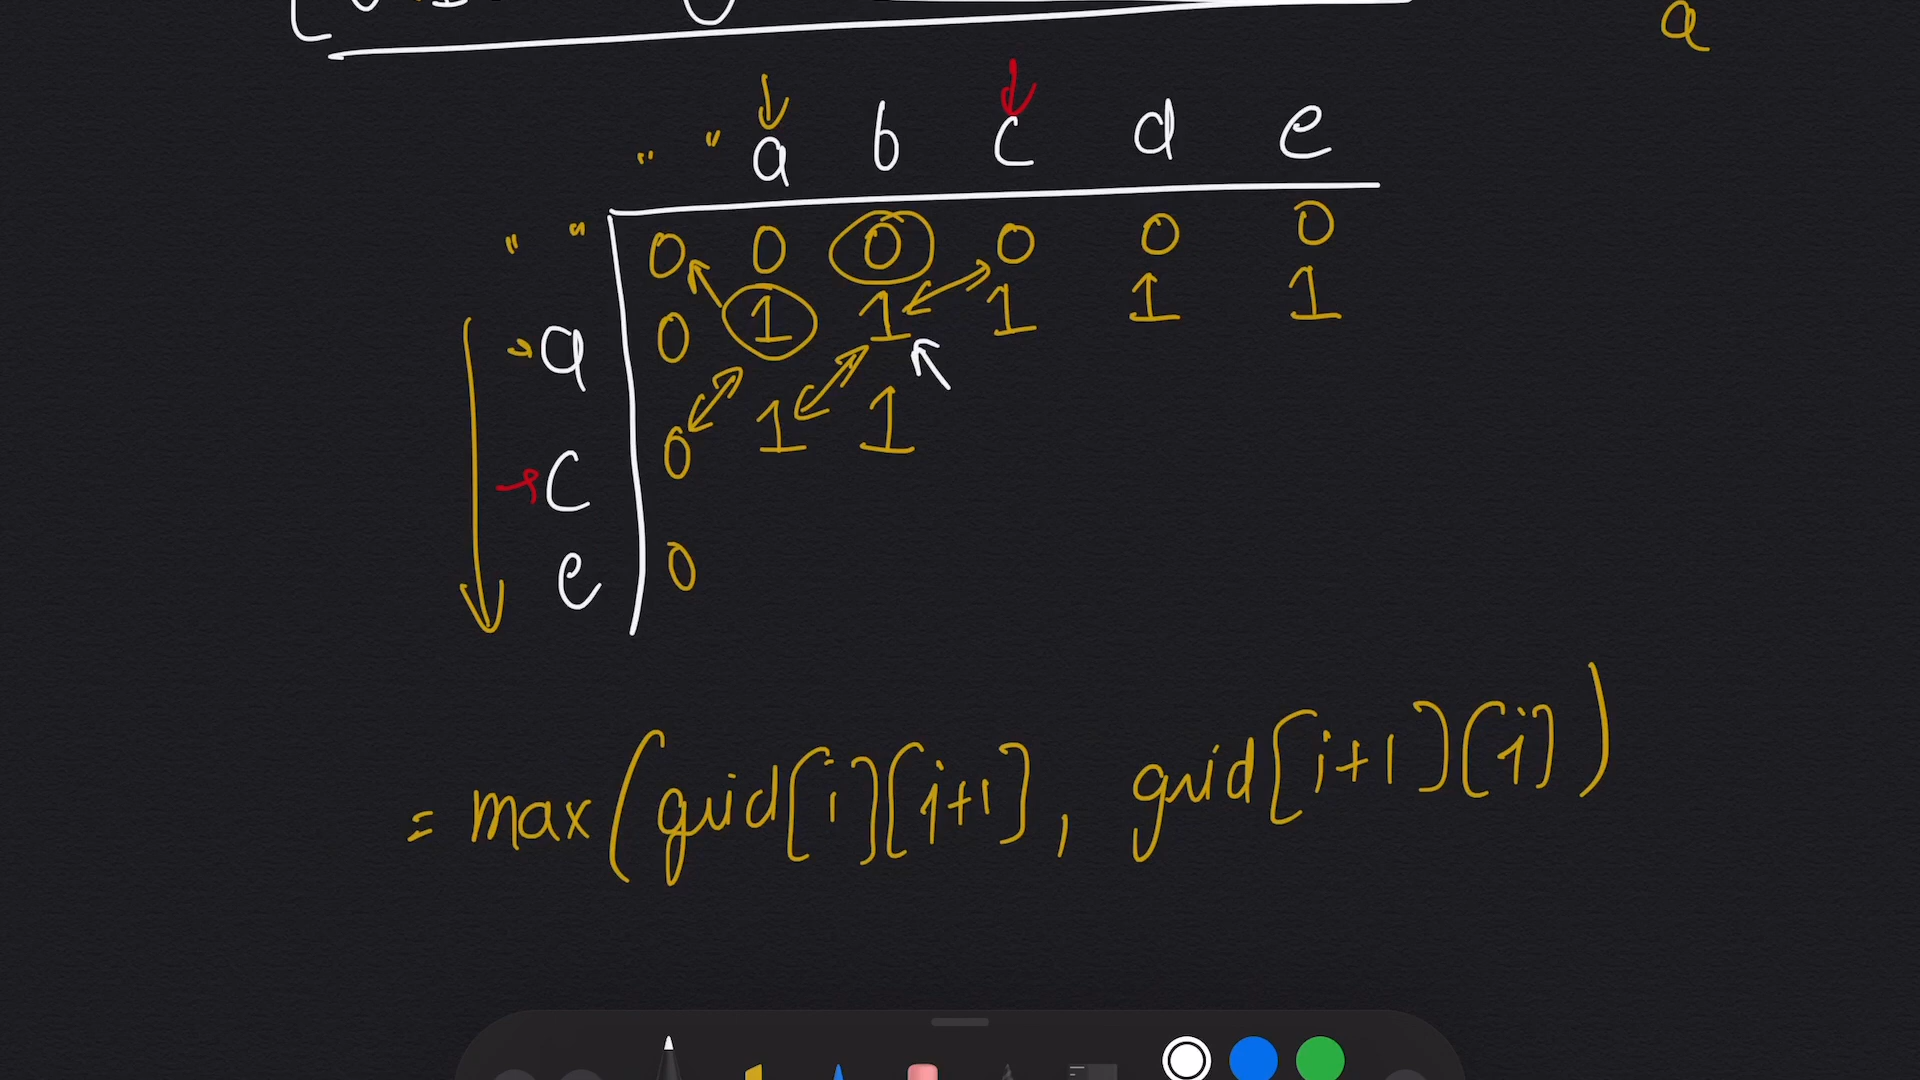 a
" " a b c d e
" " 0 0 0 0 0 0
a 0 1 1 1 1 1
c 0 1 1
e 0
= max(grid[i][j+1], grid[i+1][j])